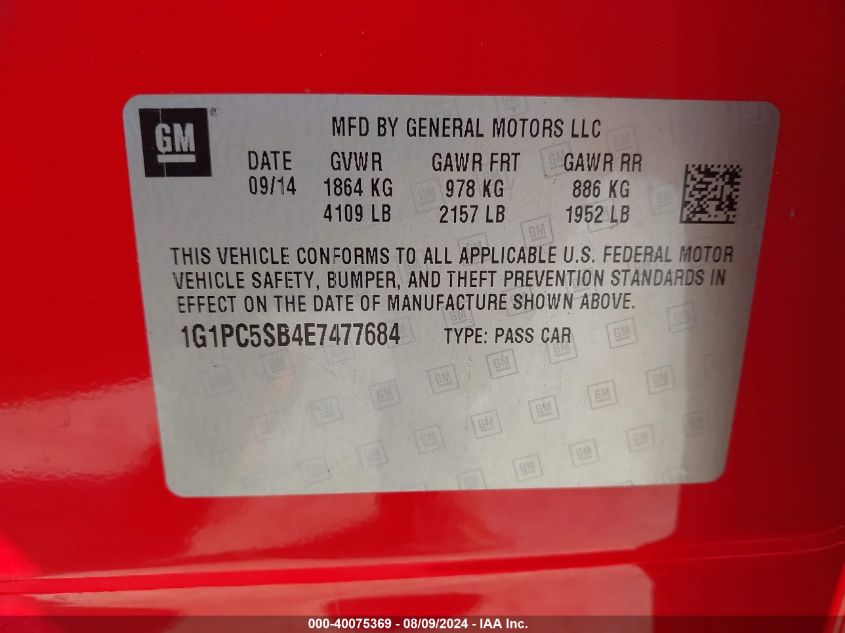 GM
MFD BY GENERAL MOTORS LLC
DATE GVWR GAWR FRT GAWR RR
09/14 1864 KG 978 KG 886 KG
4109 LB 2157 LB 1952 LB
THIS VEHICLE CONFORMS TO ALL APPLICABLE U.S. FEDERAL MOTOR
VEHICLE SAFETY, BUMPER, AND THEFT PREVENTION STANDARDS IN
EFFECT ON THE DATE OF MANUFACTURE SHOWN ABOVE.
1G1PC5SB4E7477684 TYPE: PASS CAR
000-40075369 - 08/09/2024 - IAA Inc.